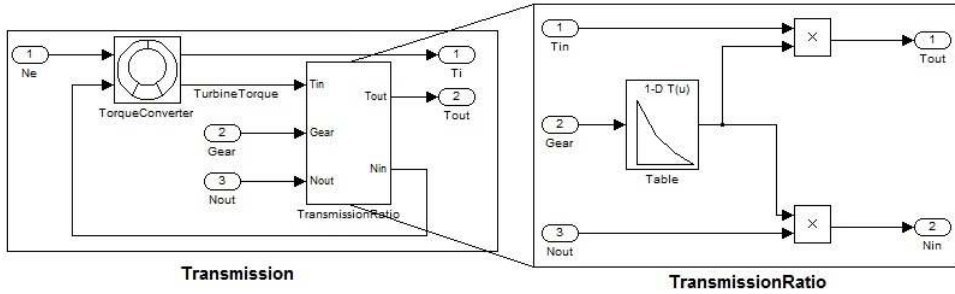 1
Ne
TorqueConverter
TurbineTorque
2
Gear
3
Nout
Tin
Gear
Nout
Tout
Nin
TransmissionRatio
1
Ti
2
Tout
Transmission
1
Tin
2
Gear
3
Nout
1-D T(u)
Table
×
×
1
Tout
2
Nin
TransmissionRatio